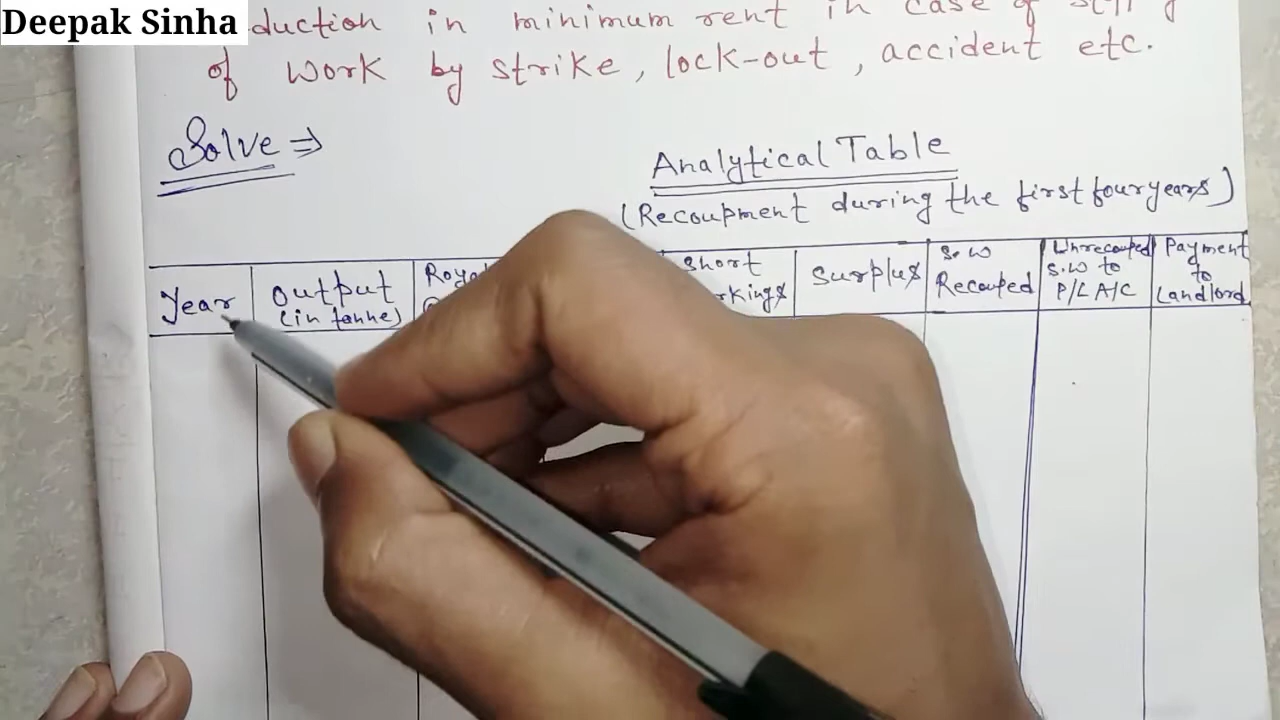 Deepak Sinha
duction in minimum rent in case of
of work by strike, lock-out, accident etc.
Solve ⇒
Analytical Table
(Recoupment during the first four years)
Year
Output
(in tonne)
Short
Surplus
S.W
Recouped
Unrecouped
S.W to
P/L A/C
Payment
to
Landlord